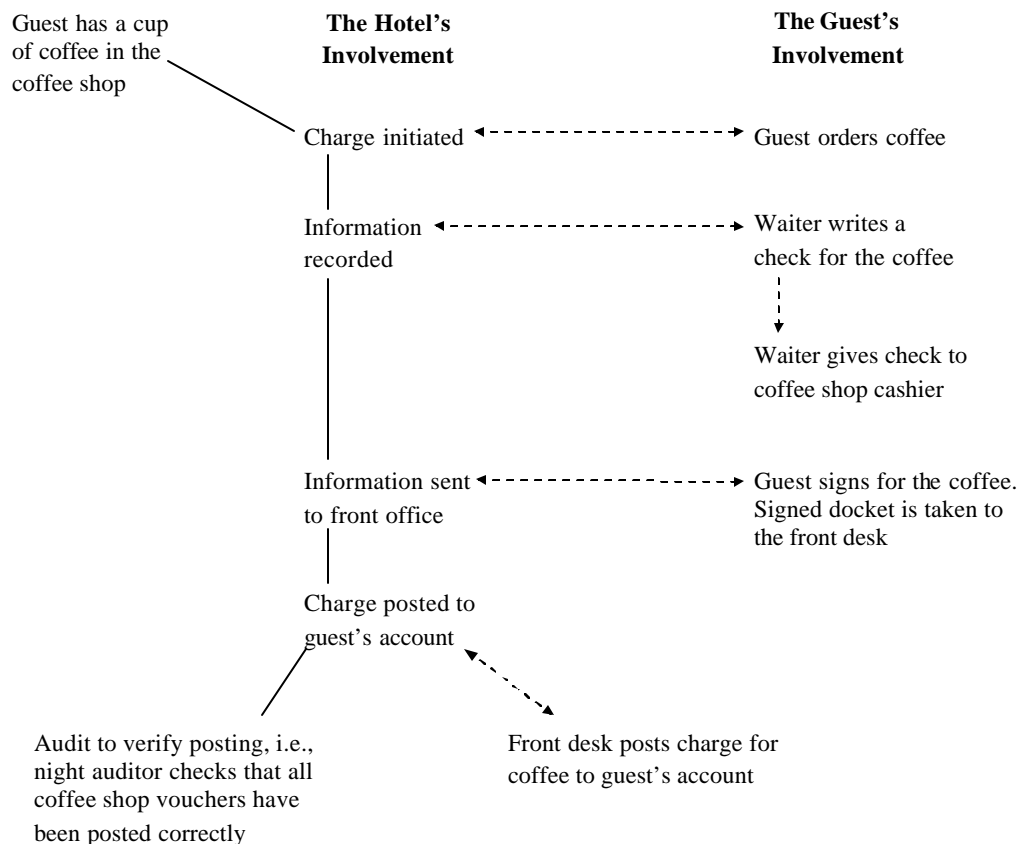 Guest has a cup
of coffee in the
coffee shop
The Hotel's
Involvement
The Guest's
Involvement
Charge initiated
Guest orders coffee
Information
recorded
Waiter writes a
check for the coffee
Waiter gives check to
coffee shop cashier
Information sent
to front office
Guest signs for the coffee.
Signed docket is taken to
the front desk
Charge posted to
guest's account
Audit to verify posting, i.e.,
night auditor checks that all
coffee shop vouchers have
been posted correctly
Front desk posts charge for
coffee to guest's account